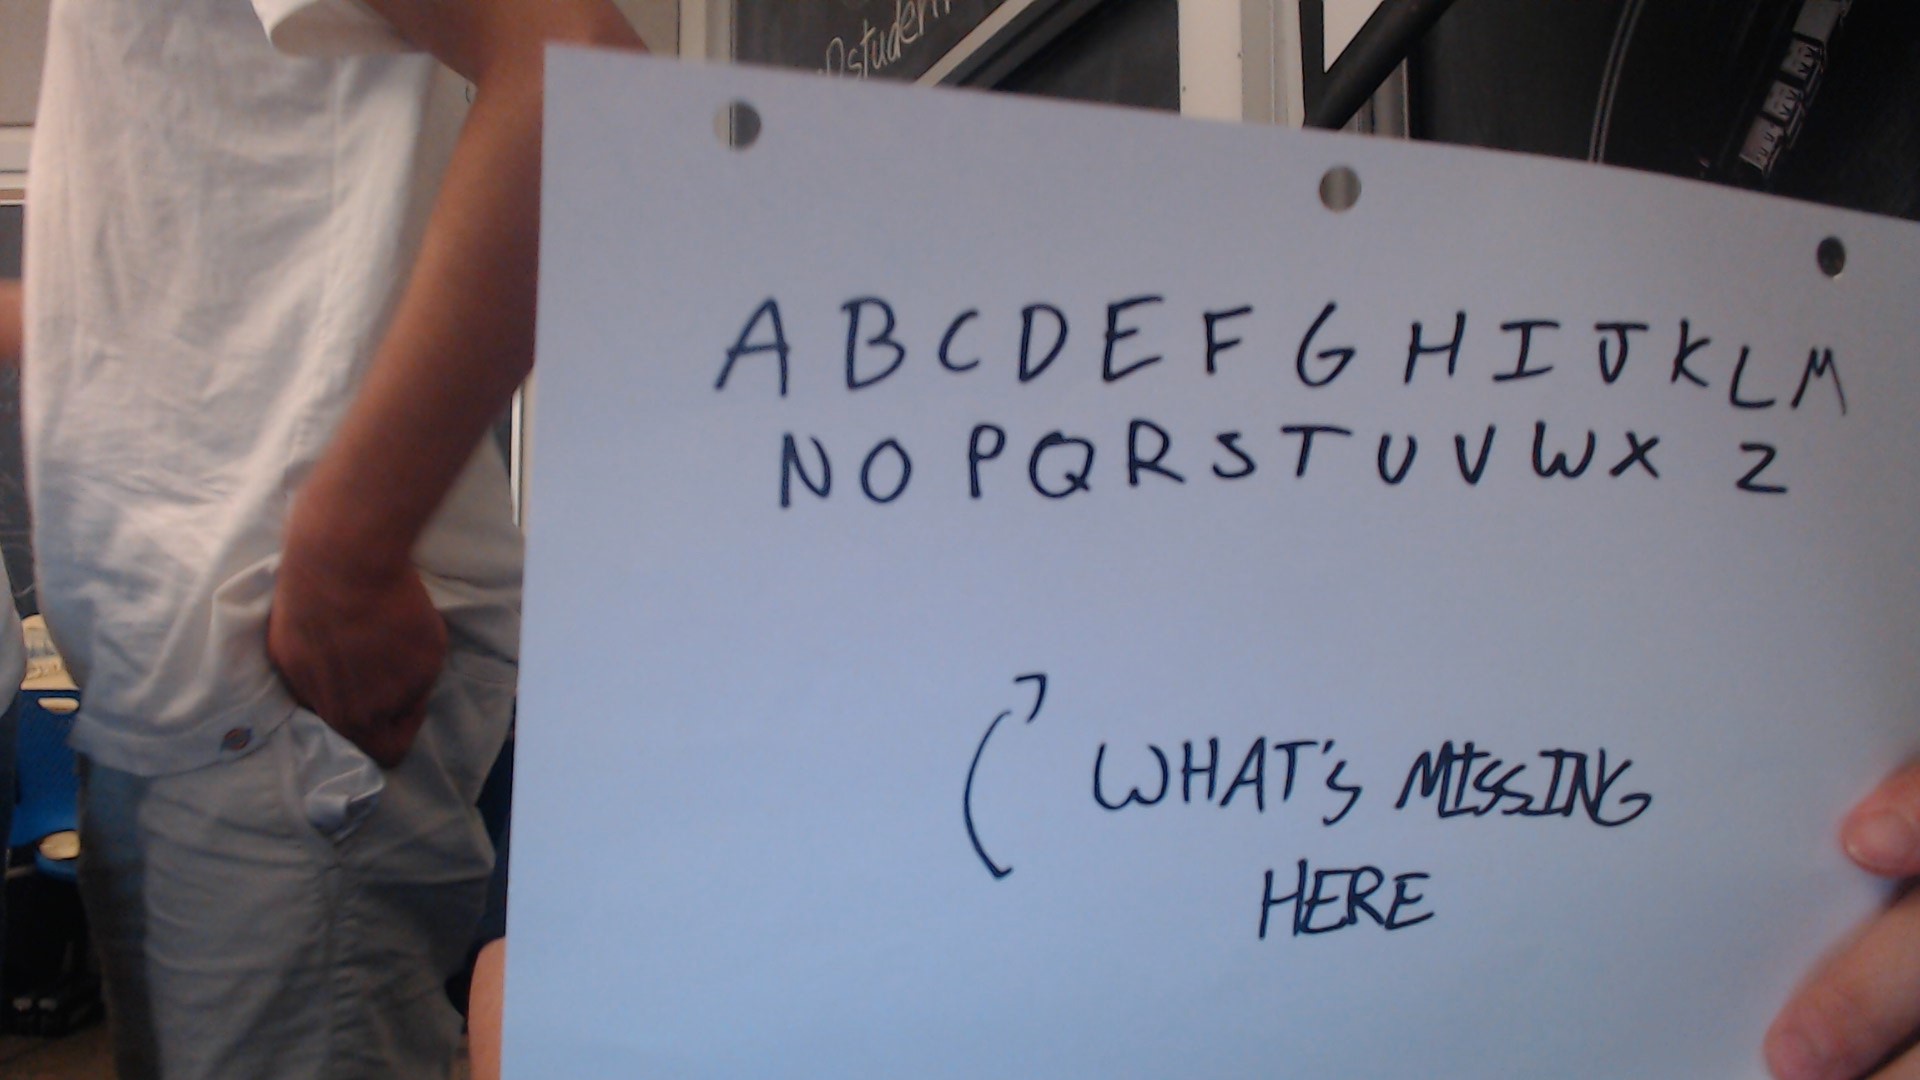 student
A B C D E F G H I J K L M
N O P Q R S T U V W X Z
WHAT's MISSING
HERE